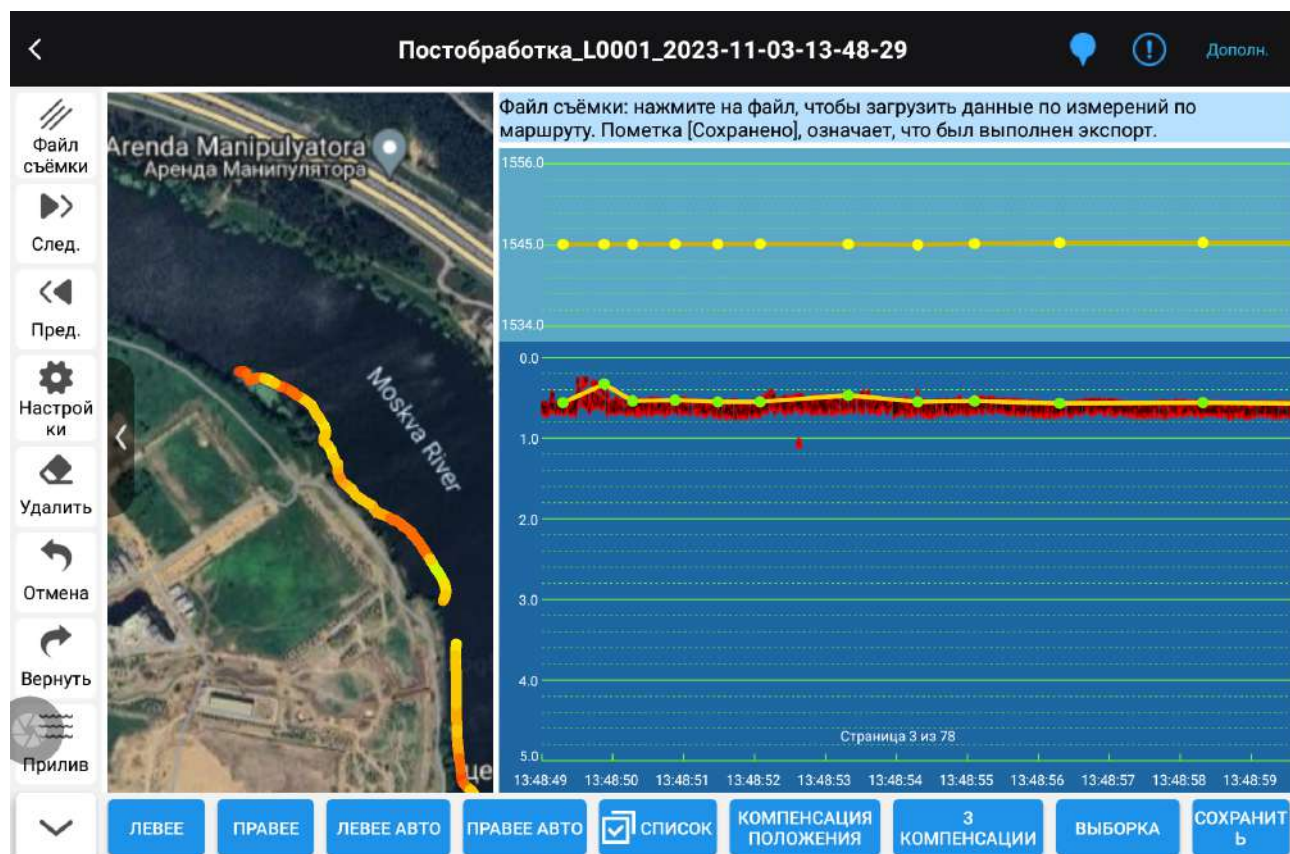 Постобработка_L0001_2023-11-03-13-48-29
Дополн.
Файл
съёмки
След.
Пред.
Настрой
ки
Удалить
Отмена
Вернуть
Прилив
Arenda Manipulyatora
Аренда Манипулятора
Moskva River
це
Файл съёмки: нажмите на файл, чтобы загрузить данные по измерений по
маршруту. Пометка [Сохранено], означает, что был выполнен экспорт.
1556.0
1545.0
1534.0
0.0
1.0
2.0
3.0
4.0
5.0
Страница 3 из 78
13:48:49 13:48:50 13:48:51 13:48:52 13:48:53 13:48:54 13:48:55 13:48:56 13:48:57 13:48:58 13:48:59
ЛЕВЕЕ
ПРАВЕЕ
ЛЕВЕЕ АВТО
ПРАВЕЕ АВТО
СПИСОК
КОМПЕНСАЦИЯ
ПОЛОЖЕНИЯ
3
КОМПЕНСАЦИИ
ВЫБОРКА
СОХРАНИТ
Ь